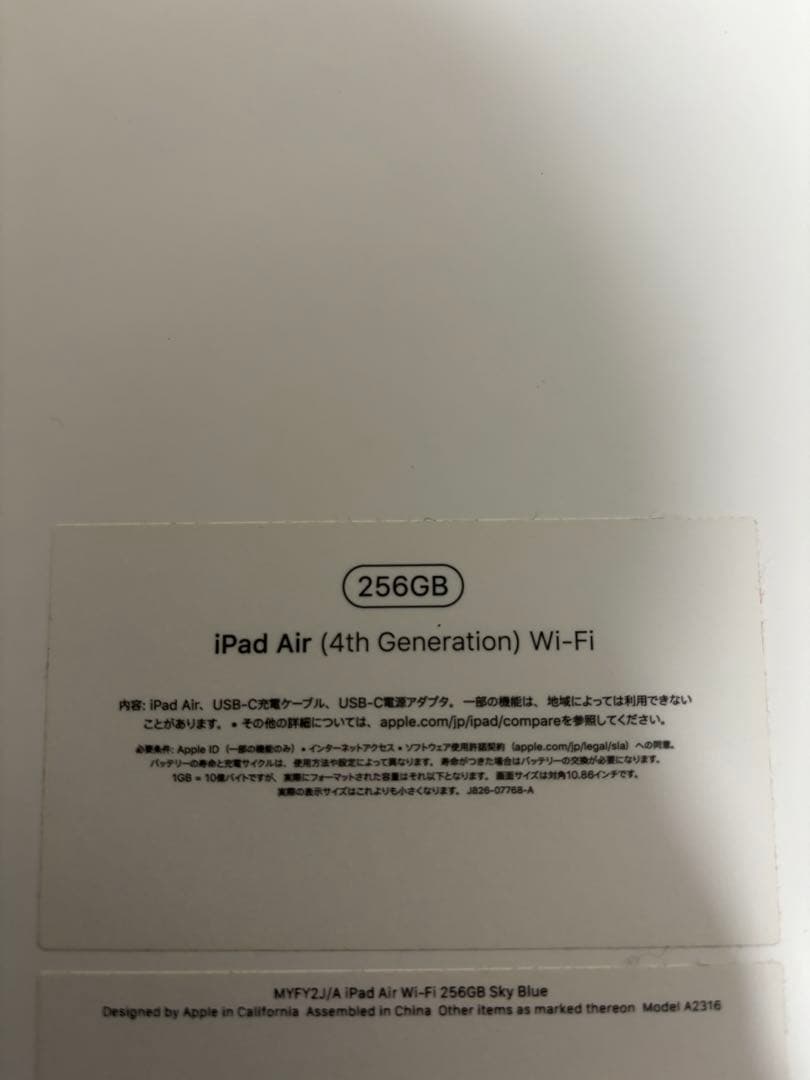 256GB
iPad Air (4th Generation) Wi-Fi
内容: iPad Air、USB-C充電ケーブル、USB-C電源アダプタ。一部の機能は、地域によっては利用できない
ことがあります。• その他の詳細については、apple.com/jp/ipad/compareを参照してください。
必要条件: Apple ID（一部の機能のみ）• インターネットアクセス • ソフトウェア使用許諾契約（apple.com/jp/legal/sla）への同意。
バッテリーの寿命と充電サイクルは、使用方法や設定によって異なります。寿命がつきた場合はバッテリーの交換が必要になります。
1GB = 10億バイトですが、実際にフォーマットされた容量はそれ以下となります。画面サイズは対角10.86インチです。
実際の表示サイズはこれよりも小さくなります。J826-07768-A
MYFY2J/A iPad Air Wi-Fi 256GB Sky Blue
Designed by Apple in California Assembled in China Other items as marked thereon Model A2316